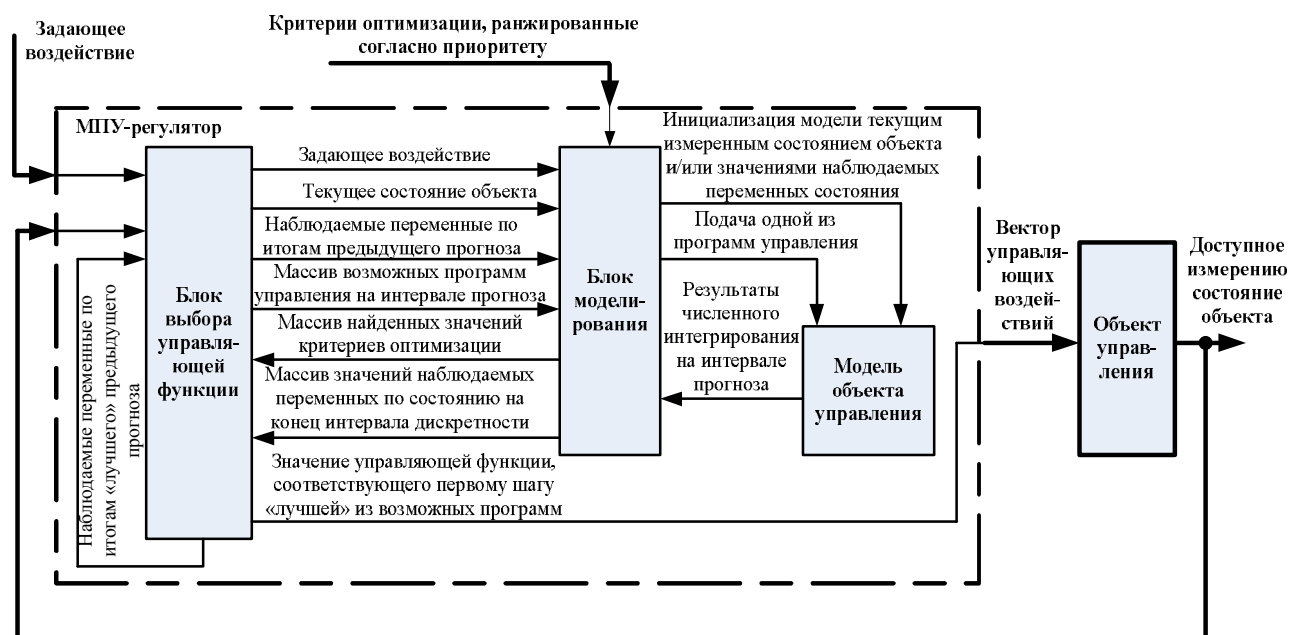 Задающее
воздействие
Критерии оптимизации, ранжированные
согласно приоритету
МПУ-регулятор
Задающее воздействие
Текущее состояние объекта
Наблюдаемые переменные по
итогам предыдущего прогноза
Массив возможных программ
управления на интервале прогноза
Массив найденных значений
критериев оптимизации
Массив значений наблюдаемых
переменных по состоянию на
конец интервала дискретности
Значение управляющей функции,
соответствующего первому шагу
«лучшей» из возможных программ
Наблюдаемые переменные по
итогам «лучшего» предыдущего
прогноза
Блок
выбора
управля-
ющей
функции
Блок
модели-
рования
Инициализация модели текущим
измеренным состоянием объекта
и/или значениями наблюдаемых
переменных состояния
Подача одной из
программ управления
Результаты
численного
интегрирования
на интервале
прогноза
Модель
объекта
управления
Вектор
управля-
ющих
воздей-
ствий
Объект
управ-
ления
Доступное
измерению
состояние
объекта